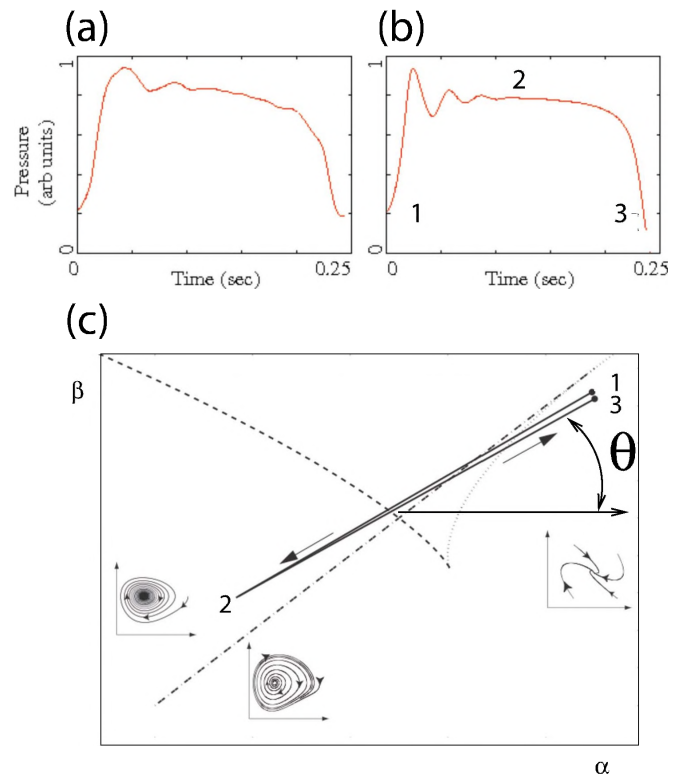 (a)
(b)
Pressure
(arb units)
1
0
0
0.25
Time (sec)
1
0
0
0.25
Time (sec)
1
2
3
(c)
β
α
1
3
θ
2